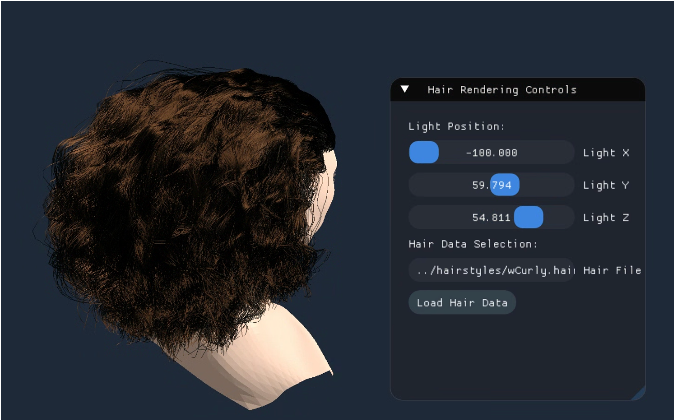 Hair Rendering Controls
Light Position:
-100.000 Light X
59.794 Light Y
54.811 Light Z
Hair Data Selection:
../hairstyles/wCurly.hai Hair File
Load Hair Data